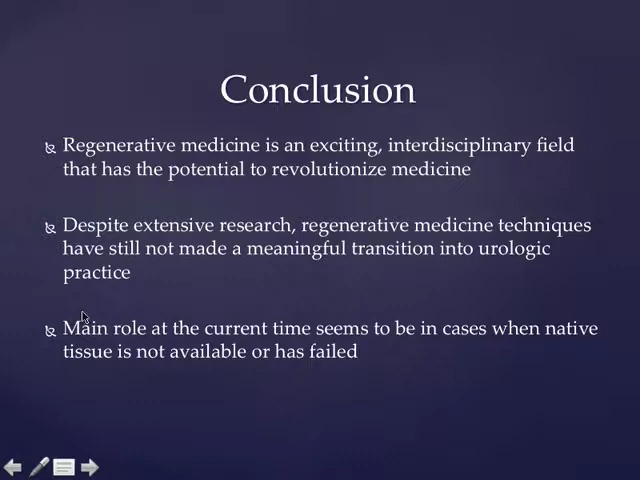 Conclusion
Regenerative medicine is an exciting, interdisciplinary field
that has the potential to revolutionize medicine
Despite extensive research, regenerative medicine techniques
have still not made a meaningful transition into urologic
practice
Main role at the current time seems to be in cases when native
tissue is not available or has failed